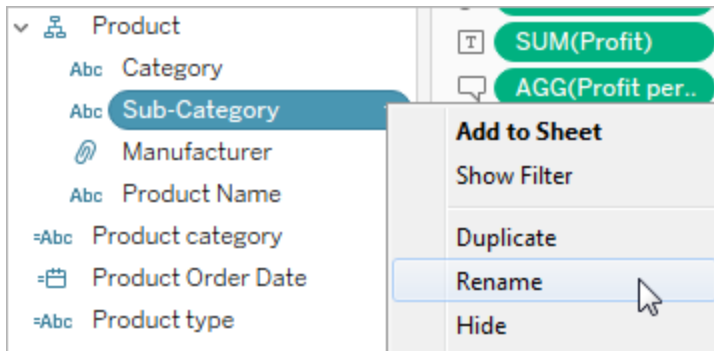 Product
Abc Category
Abc Sub-Category
Manufacturer
Abc Product Name
=Abc Product category
Product Order Date
=Abc Product type
T SUM(Profit)
AGG(Profit per..
Add to Sheet
Show Filter
Duplicate
Rename
Hide